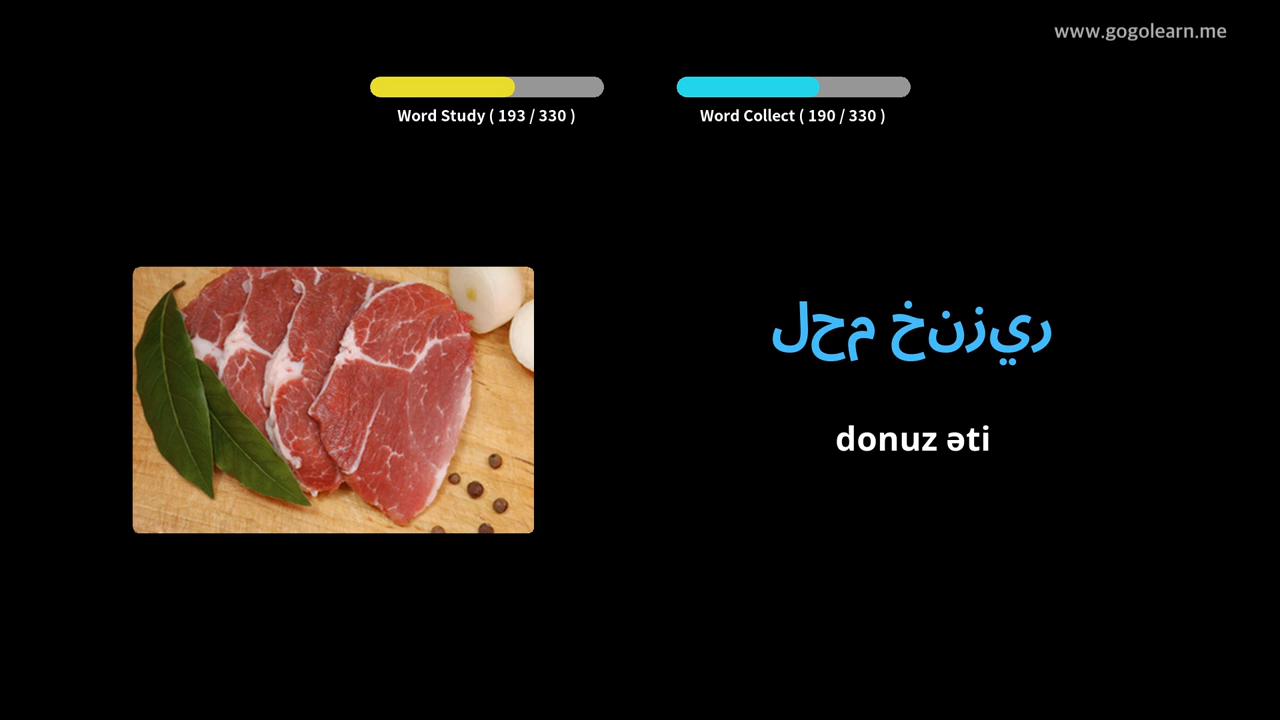 www.gogolearn.me
Word Study ( 193 / 330 )
Word Collect ( 190 / 330 )
لحم خنزير
donuz əti